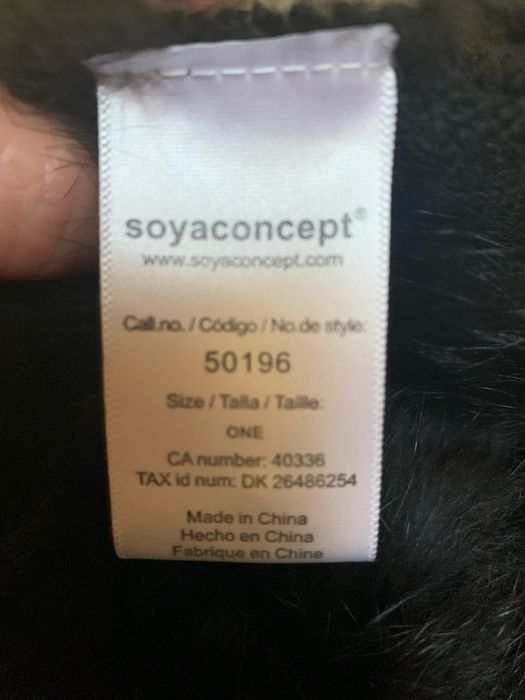 soyaconcept®
www.soyaconcept.com
Call.no. / Código / No.de style:
50196
Size / Talla / Taille:
ONE
CA number: 40336
TAX id num: DK 26486254
Made in China
Hecho en China
Fabrique en Chine